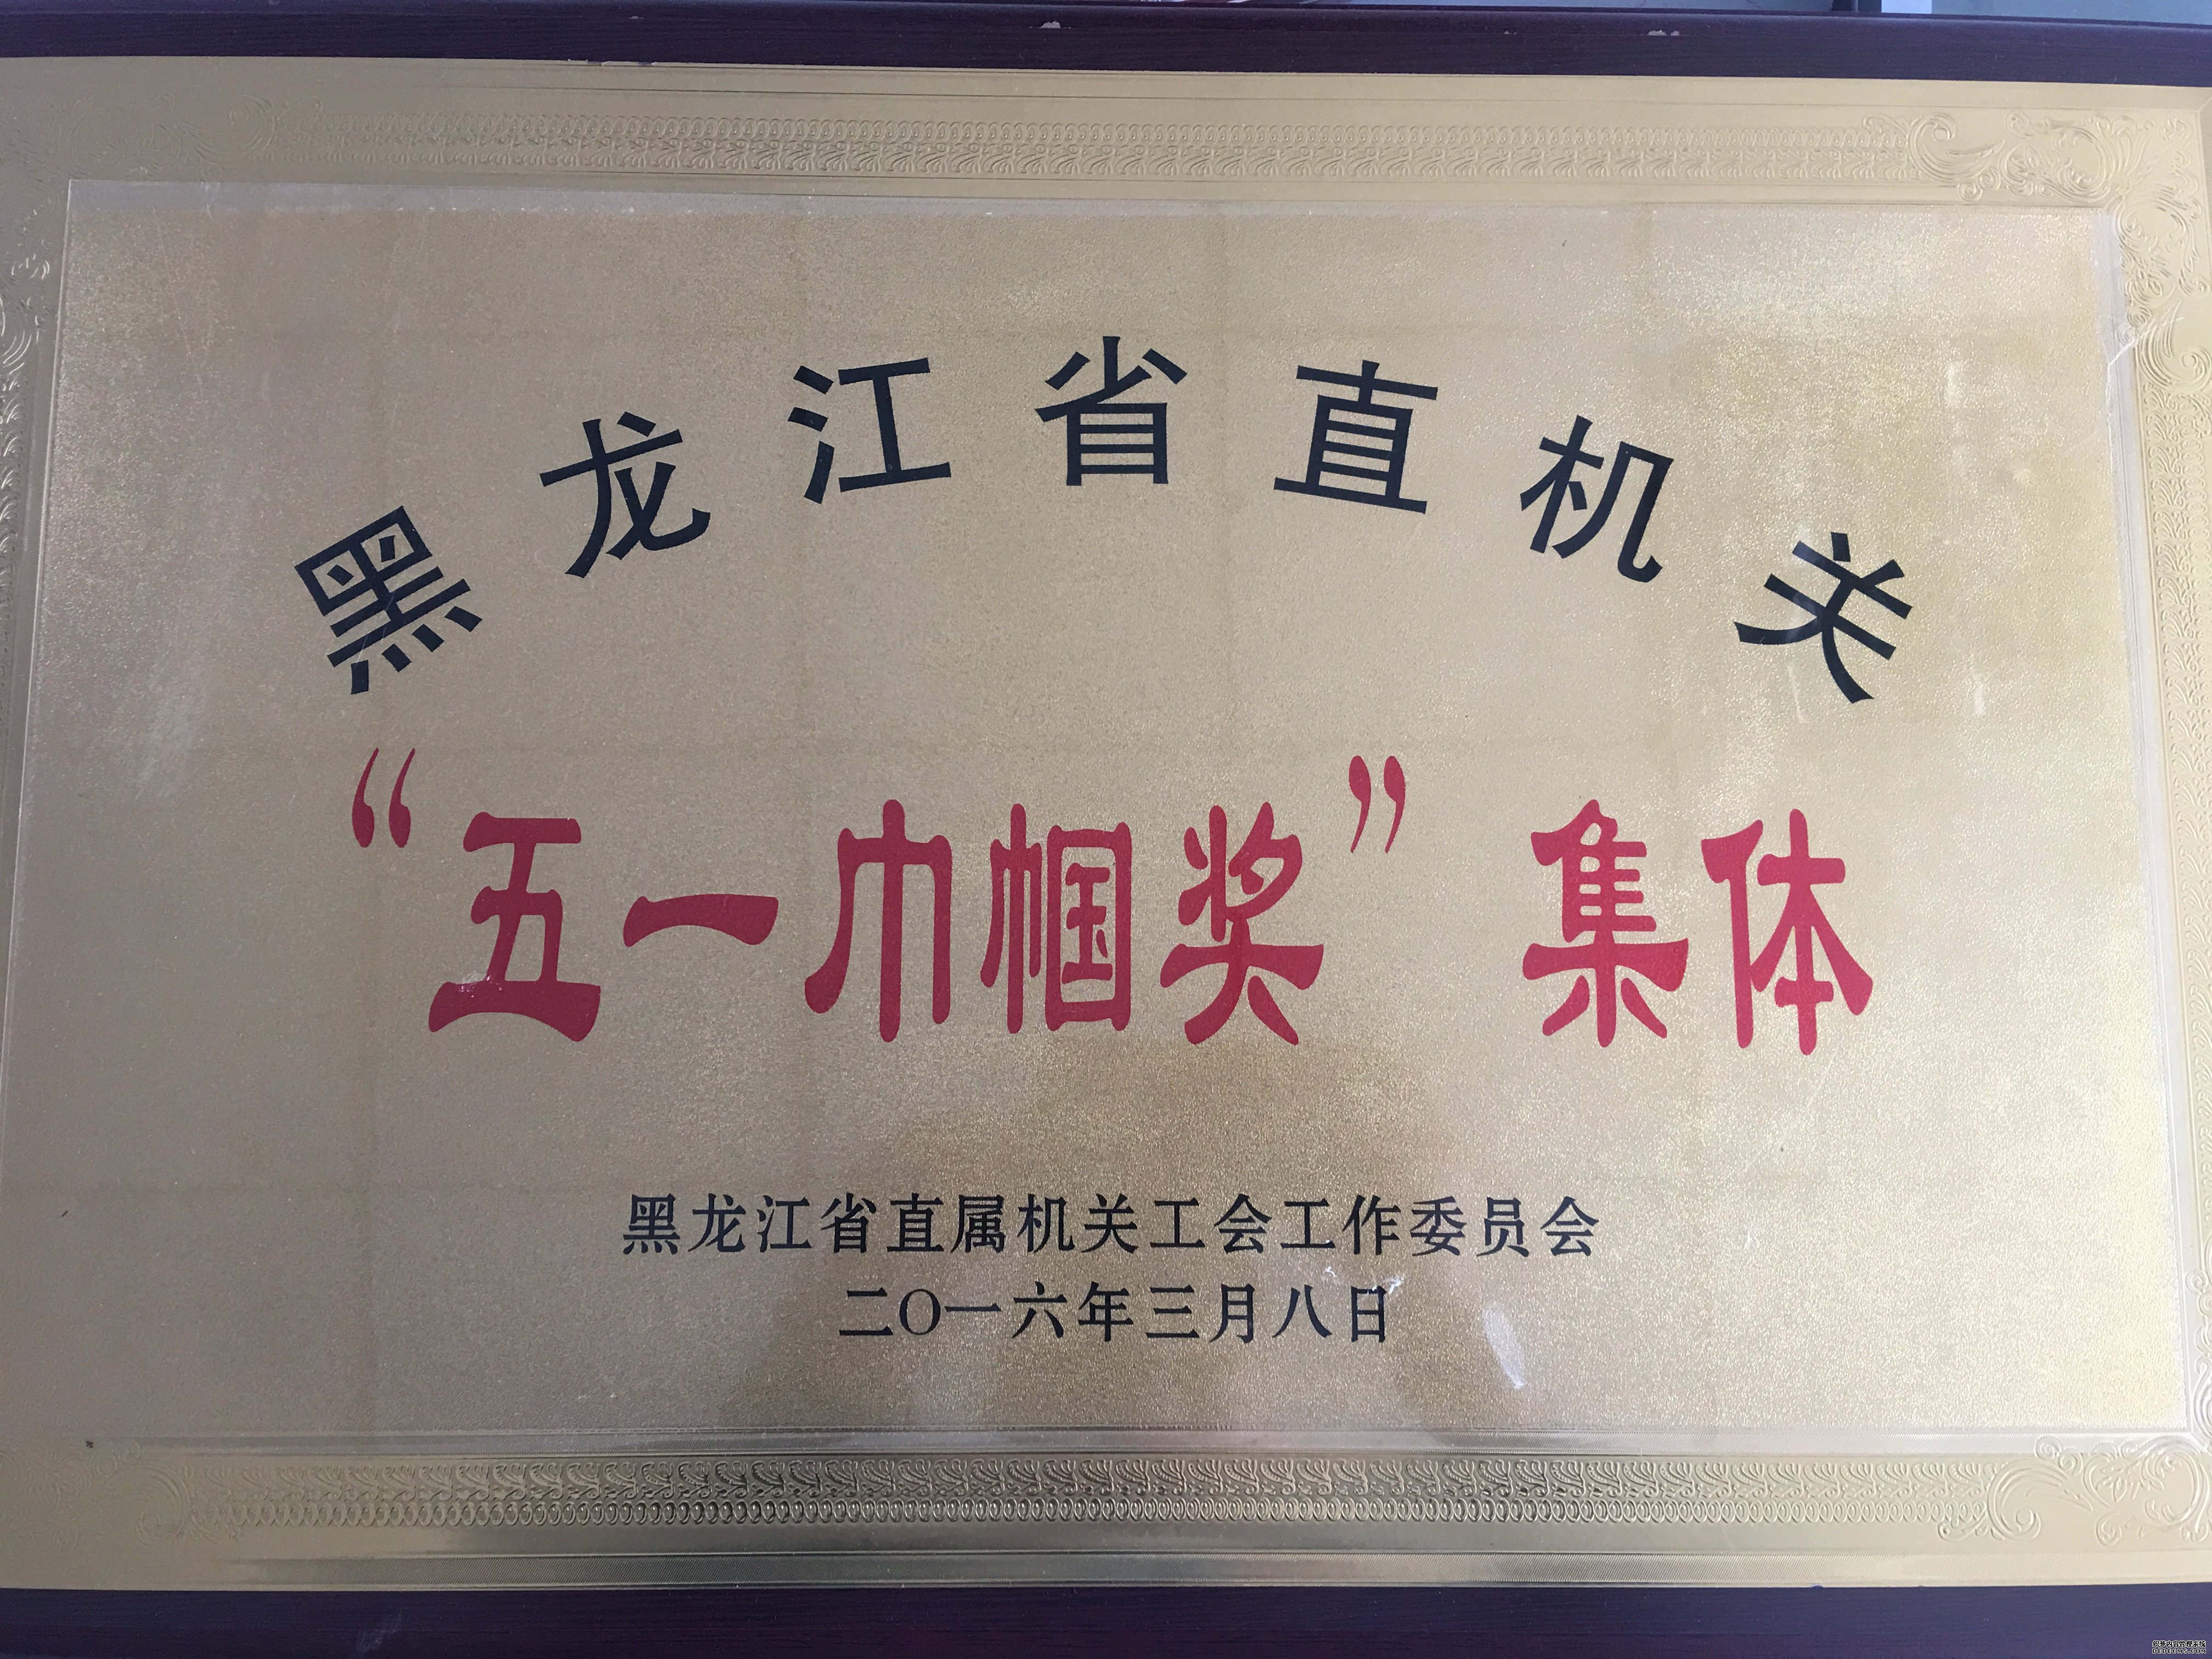 黑龙江省直机关
“五一巾帼奖”集体
黑龙江省直属机关工会工作委员会
二〇一六年三月八日
DEDECMS.COM